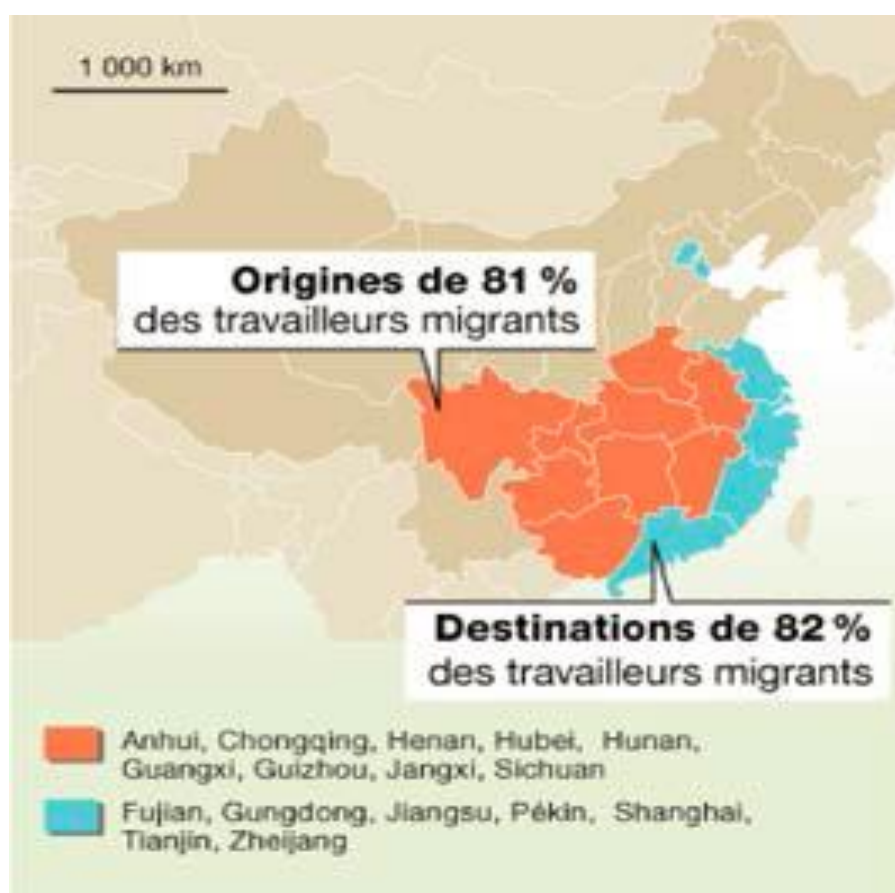 1 000 km
Origines de 81 %
des travailleurs migrants
Destinations de 82 %
des travailleurs migrants
Anhui, Chongqing, Henan, Hubei, Hunan,
Guangxi, Guizhou, Jangxi, Sichuan
Fujian, Gungdong, Jiangsu, Pékin, Shanghai,
Tianjin, Zheijang